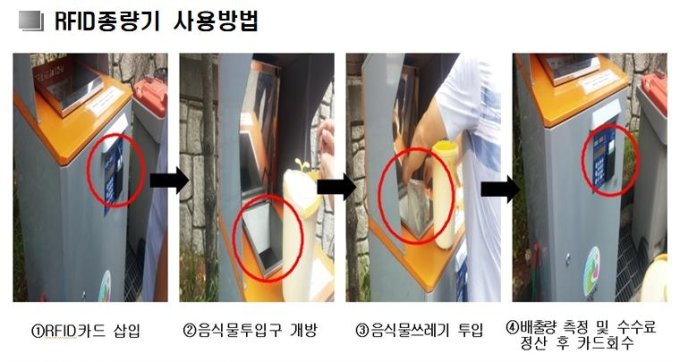 RFID종량기 사용방법
①RFID카드 삽입
②음식물투입구 개방
③음식물쓰레기 투입
④배출량 측정 및 수수료
정산 후 카드회수